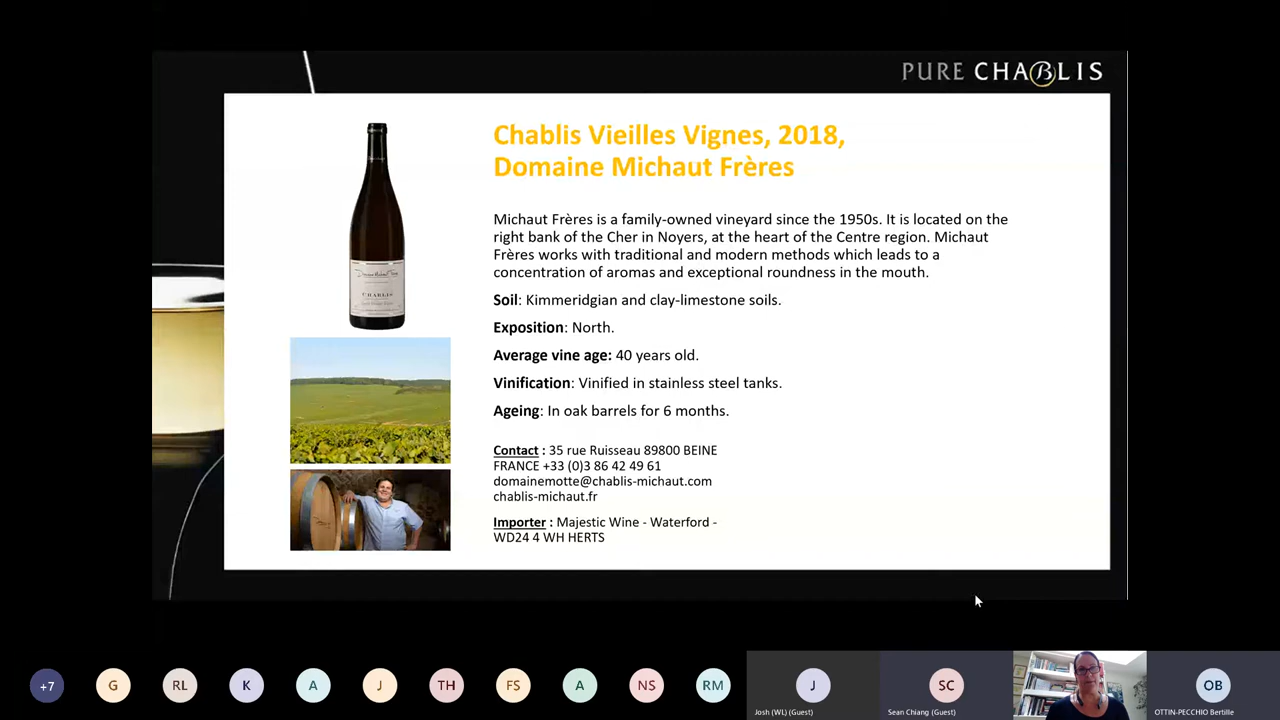 PURE CHABLIS
Chablis Vieilles Vignes, 2018,
Domaine Michaut Frères
Michaut Frères is a family-owned vineyard since the 1950s. It is located on the
right bank of the Cher in Noyers, at the heart of the Centre region. Michaut
Frères works with traditional and modern methods which leads to a
concentration of aromas and exceptional roundness in the mouth.
Soil: Kimmeridgian and clay-limestone soils.
Exposition: North.
Average vine age: 40 years old.
Vinification: Vinified in stainless steel tanks.
Ageing: In oak barrels for 6 months.
Contact : 35 rue Ruisseau 89800 BEINE
FRANCE +33 (0)3 86 42 49 61
domainemotte@chablis-michaut.com
chablis-michaut.fr
Importer : Majestic Wine - Waterford -
WD24 4 WH HERTS
CHABLIS
+7
G
RL
K
A
J
TH
FS
A
NS
RM
J
SC
OB
Josh (WL) (Guest)
Sean Chiang (Guest)
OTTIN-PECCHIO Bertille